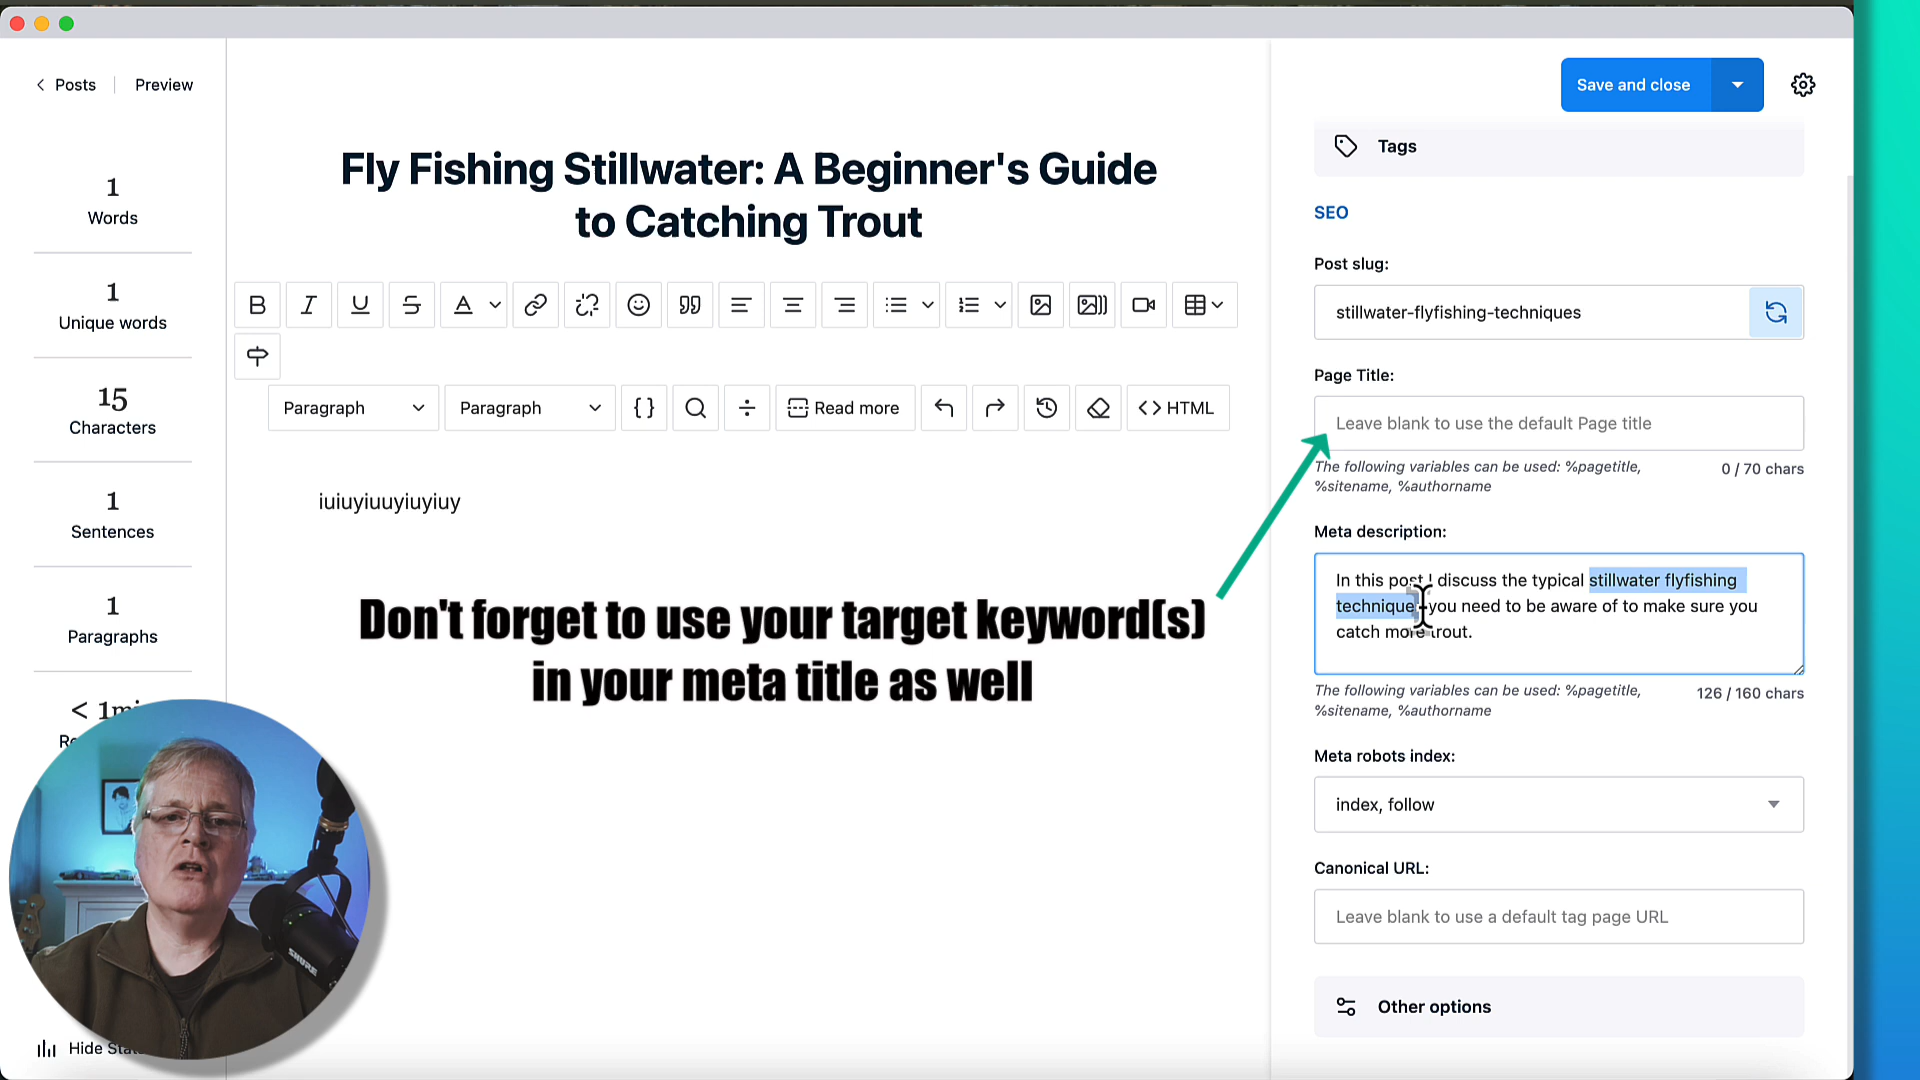 Posts
Preview
1
Words
1
Unique words
15
Characters
1
Sentences
1
Paragraphs
< 1
Hide
Fly Fishing Stillwater: A Beginner's Guide
to Catching Trout
Paragraph
Paragraph
Read more
HTML
iuiuyiuuyiuyiuy
Don't forget to use your target keyword(s)
in your meta title as well
SHURE
Save and close
Tags
SEO
Post slug:
stillwater-flyfishing-techniques
Page Title:
Leave blank to use the default Page title
The following variables can be used: %pagetitle,
%sitename, %authorname
0 / 70 chars
Meta description:
In this post I discuss the typical stillwater flyfishing
technique you need to be aware of to make sure you
catch more trout.
The following variables can be used: %pagetitle,
%sitename, %authorname
126 / 160 chars
Meta robots index:
index, follow
Canonical URL:
Leave blank to use a default tag page URL
Other options